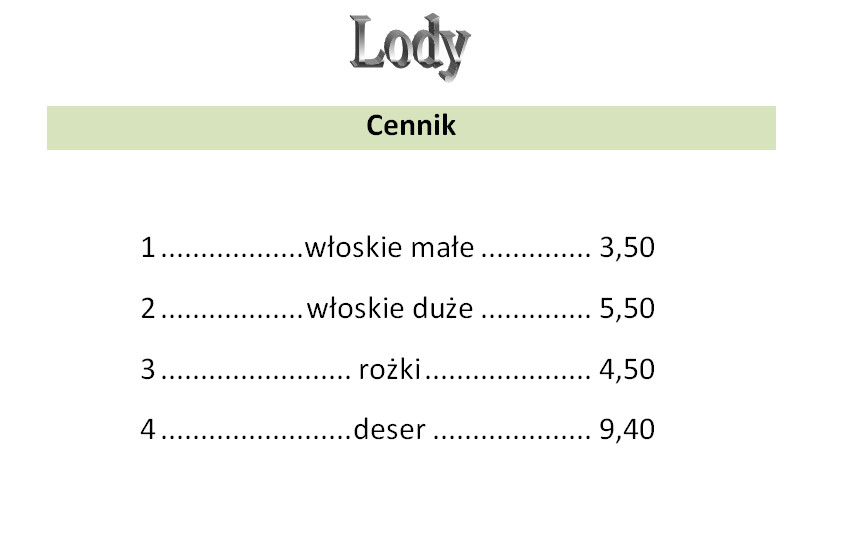 Lody
Cennik
1..................włoskie małe.............. 3,50
2..................włoskie duże.............. 5,50
3........................ rożki..................... 4,50
4........................deser .................... 9,40